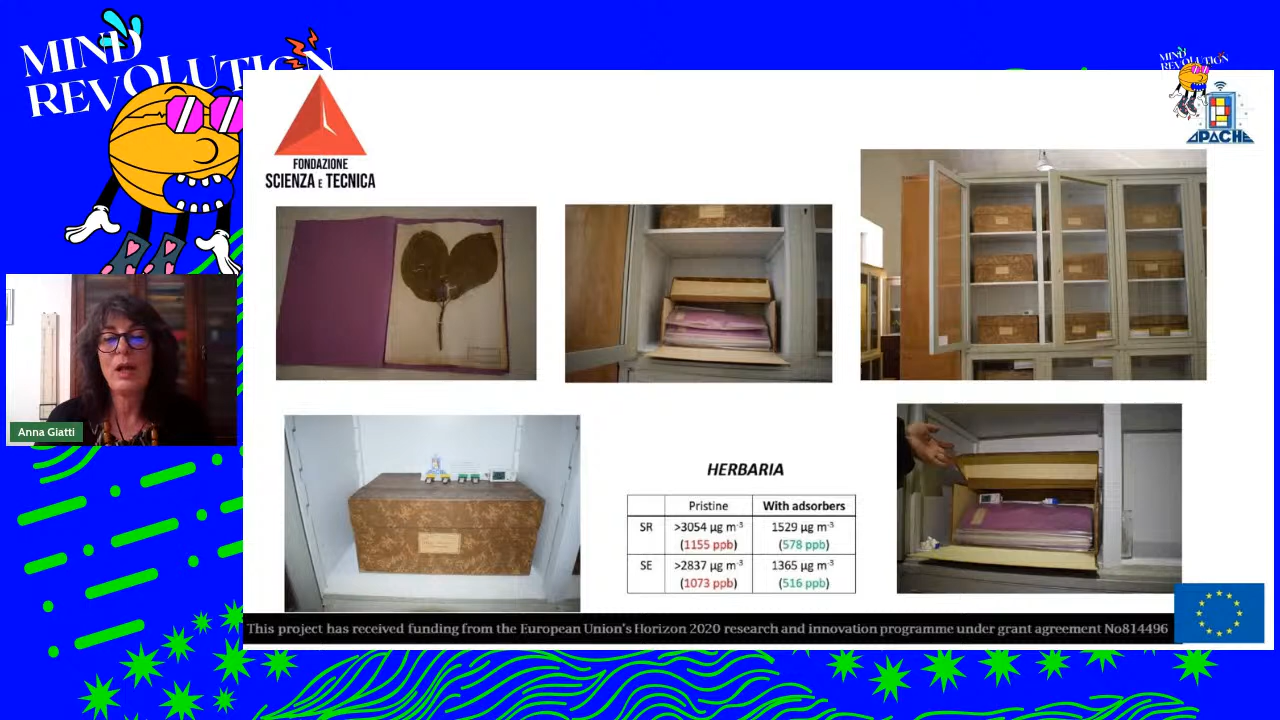 MIND
REVOLUTION
MIND
REVOLUTION
APACHE
FONDAZIONE
SCIENZA E TECNICA
Anna Giatti
HERBARIA
Pristine With adsorbers
SR >3054 µg m⁻³ 1529 µg m⁻³
(1155 ppb) (578 ppb)
SE >2837 µg m⁻³ 1365 µg m⁻³
(1073 ppb) (516 ppb)
This project has received funding from the European Union's Horizon 2020 research and innovation programme under grant agreement No814496